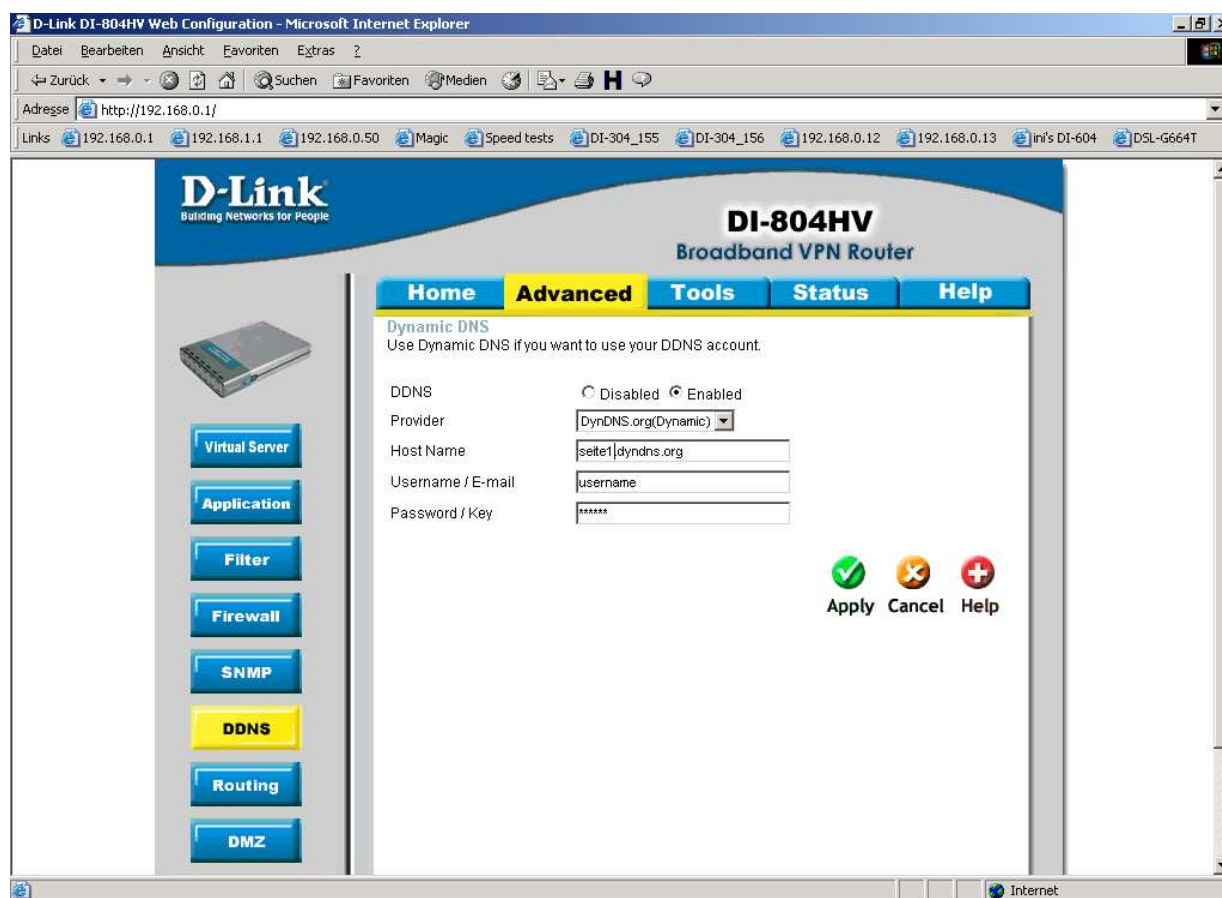 D-Link DI-804HV Web Configuration - Microsoft Internet Explorer
Datei Bearbeiten Ansicht Favoriten Extras ?
Zurück Suchen Favoriten Medien H
Adresse http://192.168.0.1/
Links 192.168.0.1 192.168.1.1 192.168.0.50 Magic Speed tests DI-304_155 DI-304_156 192.168.0.12 192.168.0.13 ini's DI-604 DSL-G664T
D-Link
Building Networks for People
DI-804HV
Broadband VPN Router
Home Advanced Tools Status Help
Dynamic DNS
Use Dynamic DNS if you want to use your DDNS account.
DDNS Disabled Enabled
Provider DynDNS.org(Dynamic)
Host Name seite1.dyndns.org
Username / E-mail username
Password / Key ******
Apply Cancel Help
Virtual Server
Application
Filter
Firewall
SNMP
DDNS
Routing
DMZ
Internet